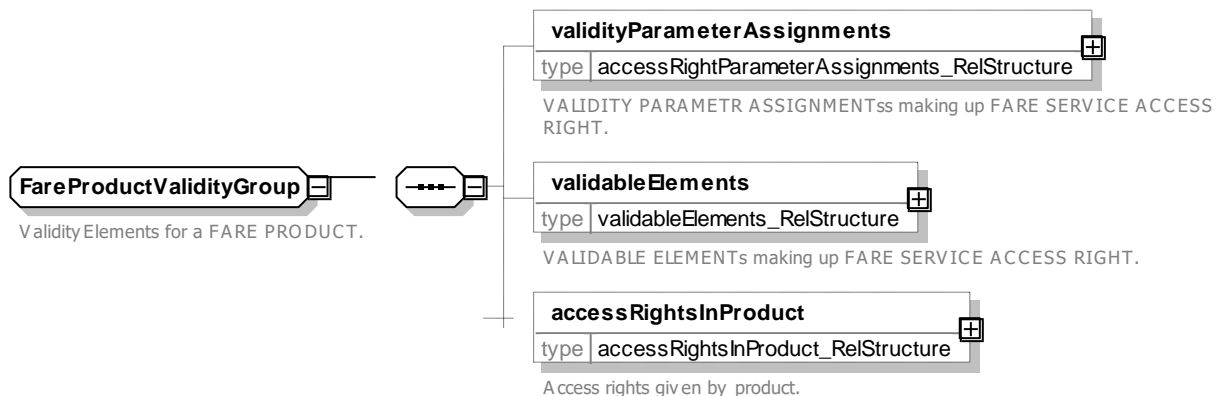 validityParameterAssignments
type accessRightParameterAssignments_RelStructure
VALIDITY PARAMETR ASSIGNMENTss making up FARE SERVICE ACCESS
RIGHT.
FareProductValidityGroup
Validity Elements for a FARE PRODUCT.
validableElements
type validableElements_RelStructure
VALIDABLE ELEMENTs making up FARE SERVICE ACCESS RIGHT.
accessRightsInProduct
type accessRightsInProduct_RelStructure
Access rights given by product.